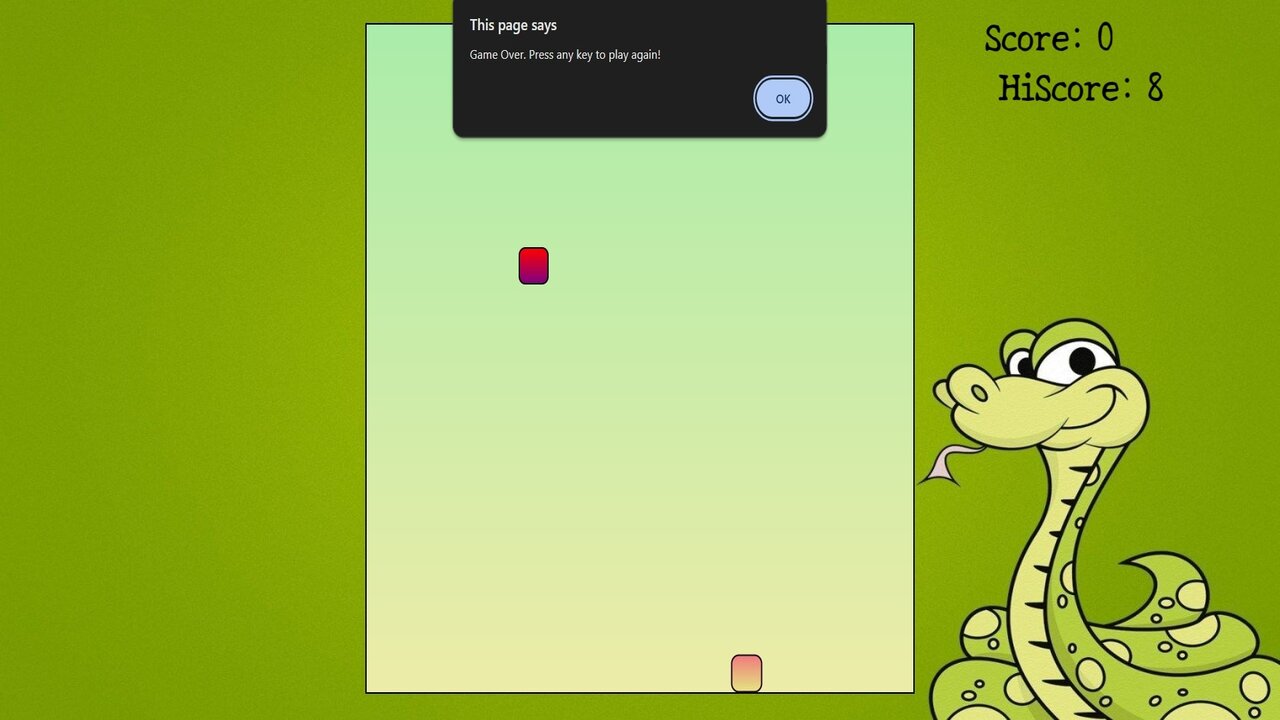 This page says
Game Over. Press any key to play again!
OK
Score: 0
HiScore: 8